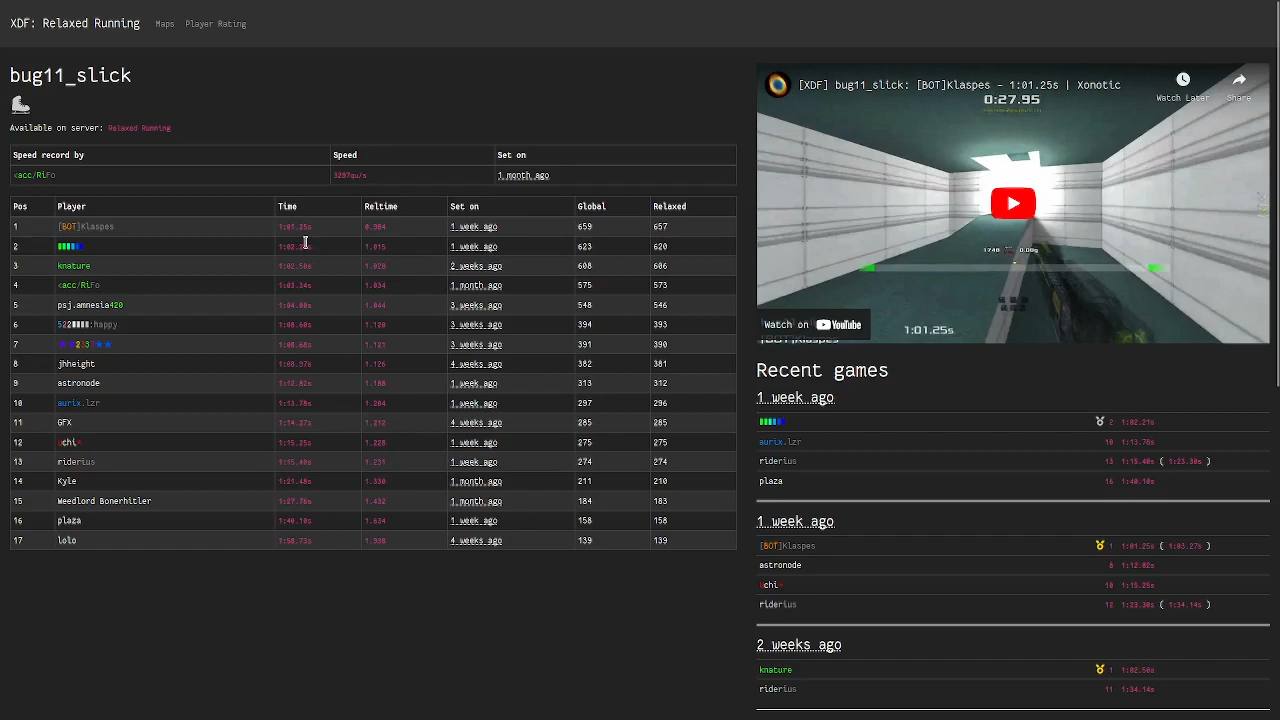 XDF: Relaxed Running Maps Player Rating
bug11_slick
Available on server: Relaxed Running
Speed record by Speed Set on
<acc/RiFo 3297qu/s 1 month ago
Pos Player Time Reltime Set on Global Relaxed
1 [BOT]Klaspes 1:01.25s 0.984 1 week ago 659 657
2 1.015 1 week ago 623 620
3 knature 1:02.50s 1.020 2 weeks ago 608 606
4 <acc/RiFo 1:03.34s 1.034 1 month ago 575 573
5 psj.amnesia420 1:04.00s 1.044 3 weeks ago 548 546
6 :happy 1:08.60s 1.120 3 weeks ago 394 393
7 1:08.68s 1.121 3 weeks ago 391 390
8 jhheight 1:08.97s 1.126 4 weeks ago 382 381
9 astronode 1:12.82s 1.188 1 week ago 313 312
10 aurix.lzr 1:13.78s 1.204 1 week ago 297 296
11 GFX 1:14.27s 1.212 4 weeks ago 285 285
12 Uchi* 1:15.25s 1.228 1 week ago 275 275
13 riderius 1:15.40s 1.231 1 week ago 274 274
14 Kyle 1:21.48s 1.330 1 month ago 211 210
15 Weedlord Bonerhitler 1:27.76s 1.432 1 month ago 184 183
16 plaza 1:40.10s 1.634 1 week ago 158 158
17 lolo 1:58.73s 1.938 4 weeks ago 139 139
[XDF] bug11_slick: [BOT]Klaspes - 1:01.25s | Xonotic
Watch Later Share
0:27.95
1740 0.00s
Watch on YouTube
1:01.25s
[BOT]Klaspes
Recent games
1 week ago
2 1:02.21s
aurix.lzr 10 1:13.78s
riderius 13 1:15.40s ( 1:23.30s )
plaza 16 1:40.10s
1 week ago
[BOT]Klaspes 1 1:01.25s ( 1:03.27s )
astronode 8 1:12.82s
Uchi* 10 1:15.25s
riderius 12 1:23.30s ( 1:34.14s )
2 weeks ago
knature 1 1:02.50s
riderius 11 1:34.14s